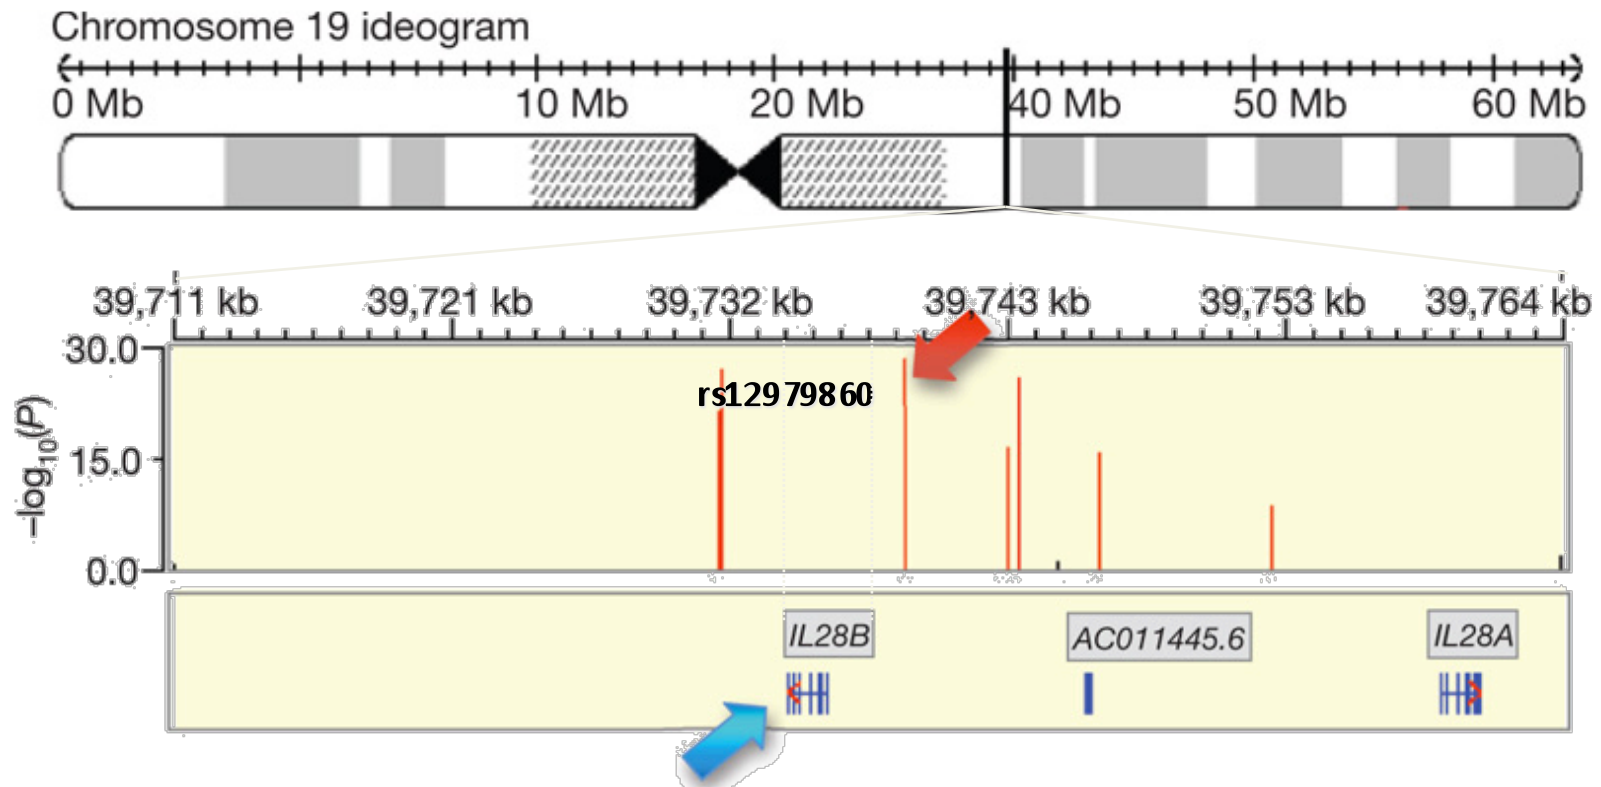 Chromosome 19 ideogram
0 Mb 10 Mb 20 Mb 40 Mb 50 Mb 60 Mb
39,711 kb 39,721 kb 39,732 kb 39,743 kb 39,753 kb 39,764 kb
30.0
rs12979860
15.0
0.0
–log10(P)
IL28B AC011445.6 IL28A